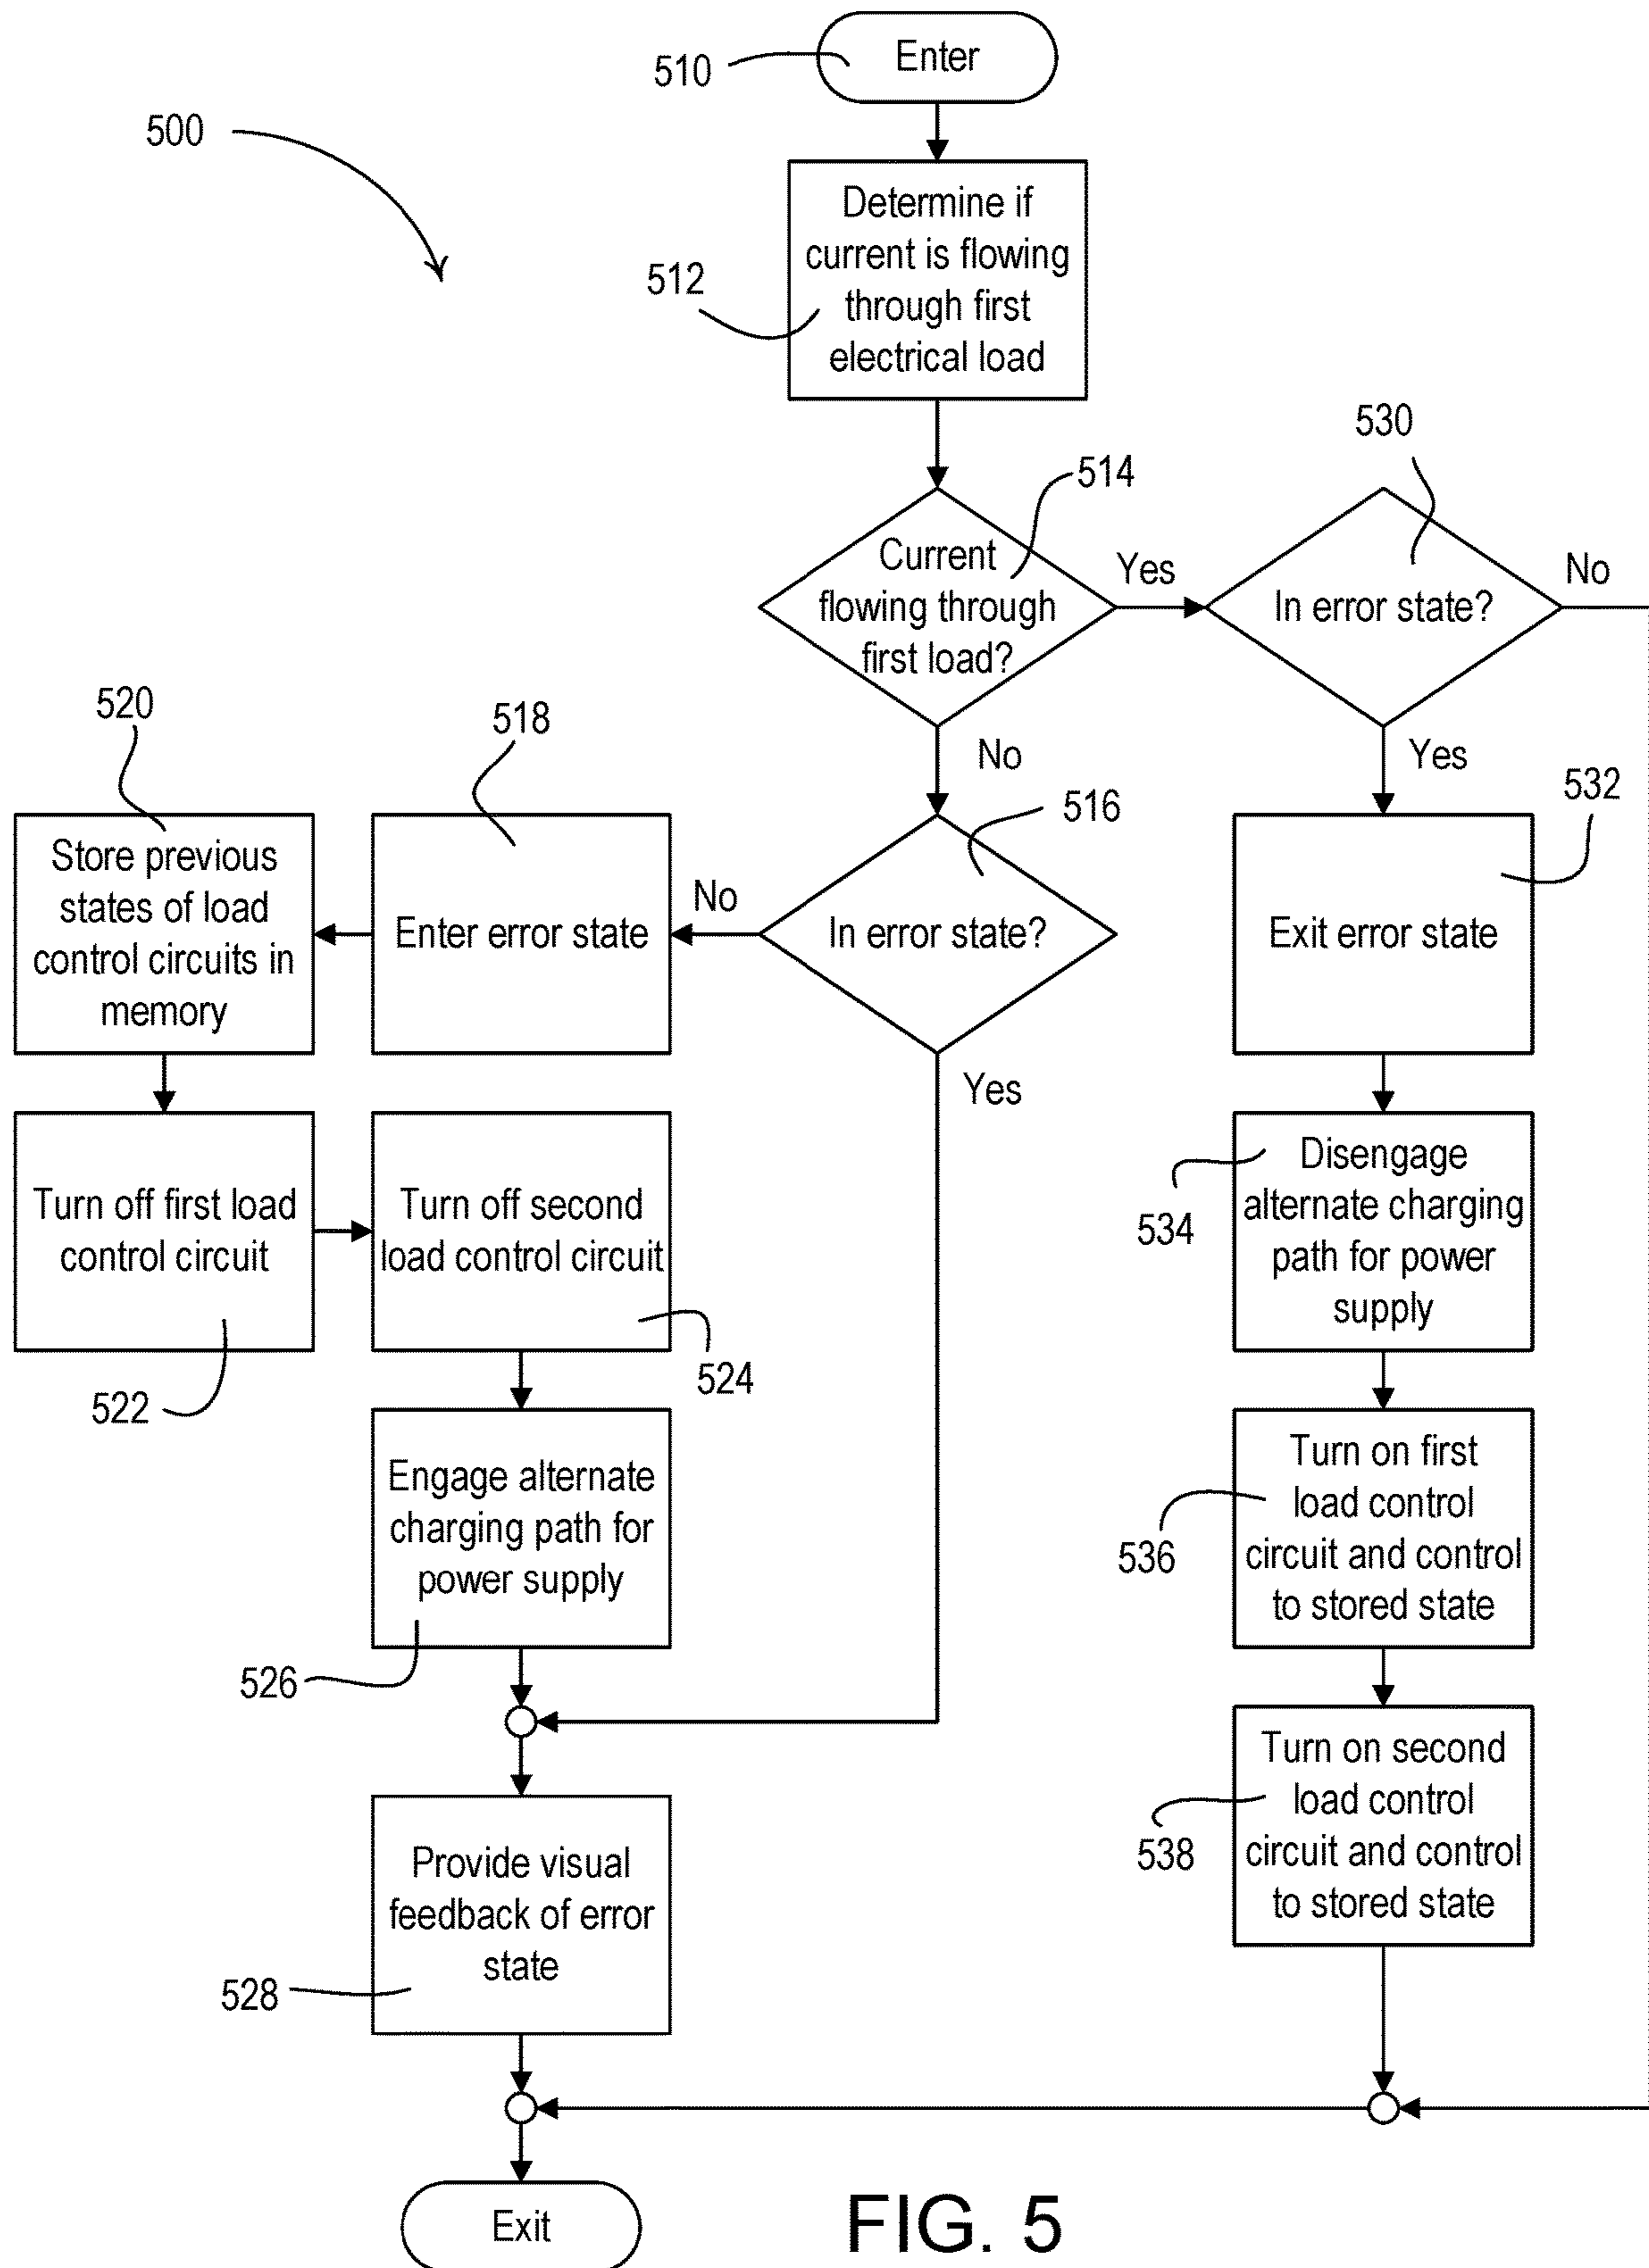 Enter
510
500
Determine if
current is flowing
through first
electrical load
512
530
514
Current
flowing through
first load?
Yes
In error state?
No
520
518
No
Yes
532
516
Store previous
states of load
control circuits in
memory
Enter error state
No
In error state?
Exit error state
Yes
Turn off first load
control circuit
Turn off second
load control circuit
Disengage
alternate charging
path for power
supply
534
522
524
Engage alternate
charging path for
power supply
526
Turn on first
load control
circuit and control
to stored state
536
Turn on second
load control
circuit and control
to stored state
538
Provide visual
feedback of error
state
528
Exit
FIG. 5